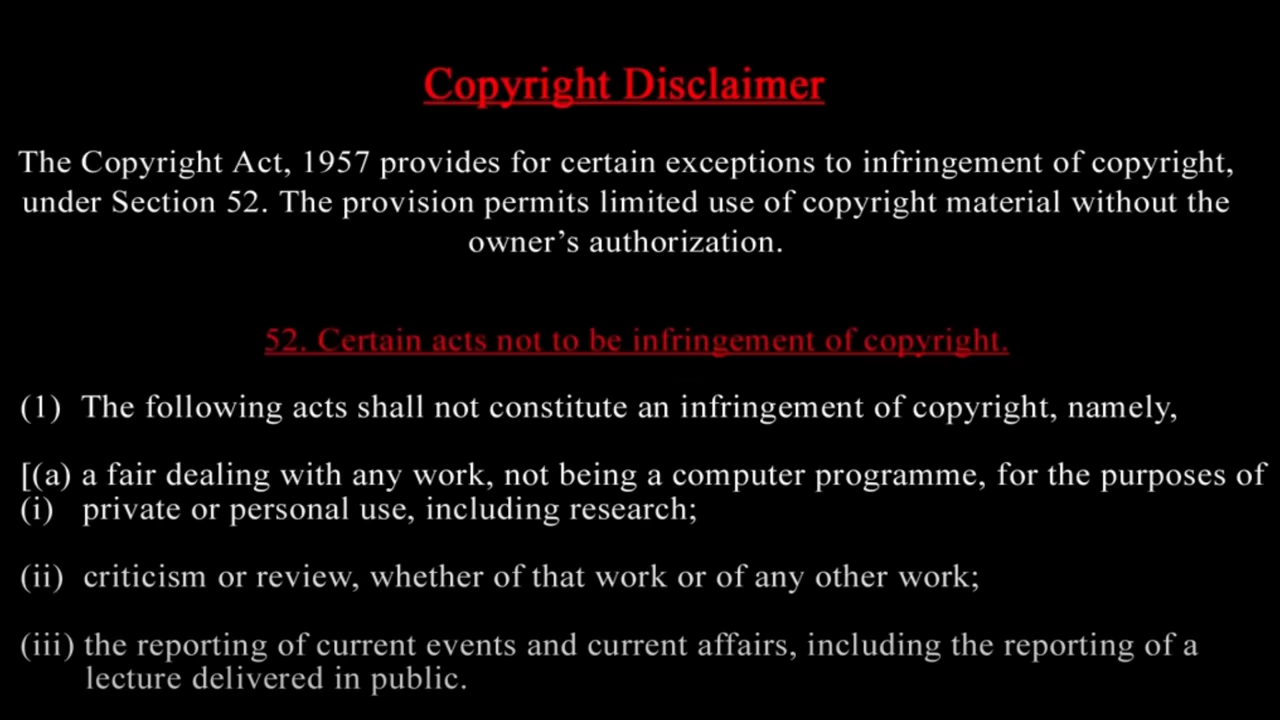 Copyright Disclaimer
The Copyright Act, 1957 provides for certain exceptions to infringement of copyright,
under Section 52. The provision permits limited use of copyright material without the
owner’s authorization.
52. Certain acts not to be infringement of copyright.
(1) The following acts shall not constitute an infringement of copyright, namely,
[(a) a fair dealing with any work, not being a computer programme, for the purposes of
(i) private or personal use, including research;
(ii) criticism or review, whether of that work or of any other work;
(iii) the reporting of current events and current affairs, including the reporting of a
lecture delivered in public.